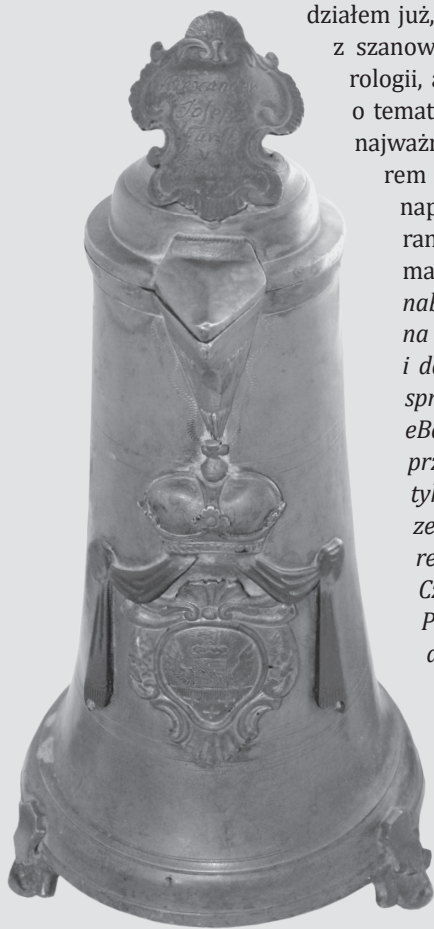 działem już,
z szanow
rologii, a
o temat
najważn
rem
nap
ran
ma
nab
na
i do
spr
eBa
prz
tyl
ze
re
Cz
P
Joseph